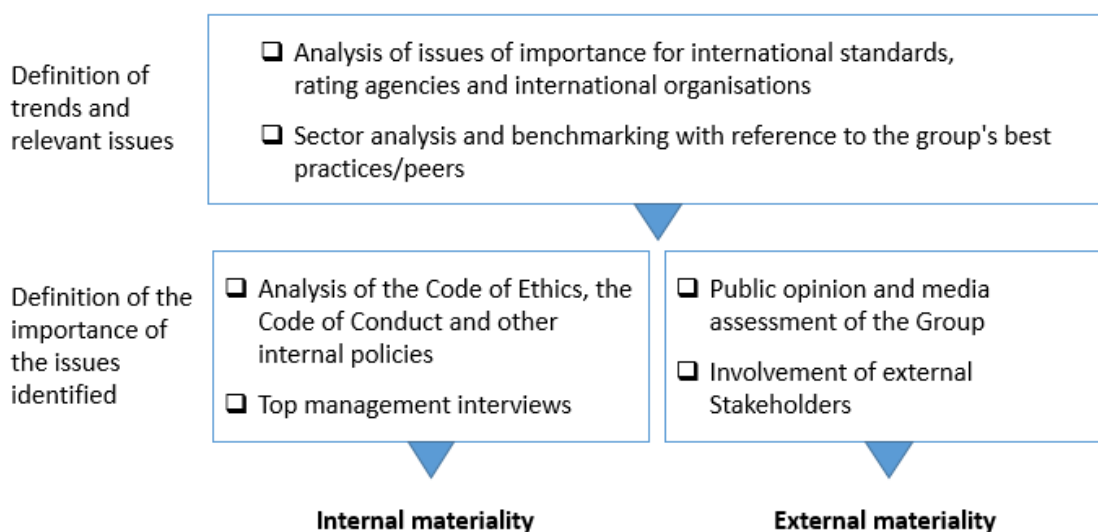 Definition of
trends and
relevant issues
❑ Analysis of issues of importance for international standards,
rating agencies and international organisations
❑ Sector analysis and benchmarking with reference to the group's best
practices/peers
Definition of the
importance of
the issues
identified
❑ Analysis of the Code of Ethics, the
Code of Conduct and other
internal policies
❑ Top management interviews
❑ Public opinion and media
assessment of the Group
❑ Involvement of external
Stakeholders
Internal materiality
External materiality